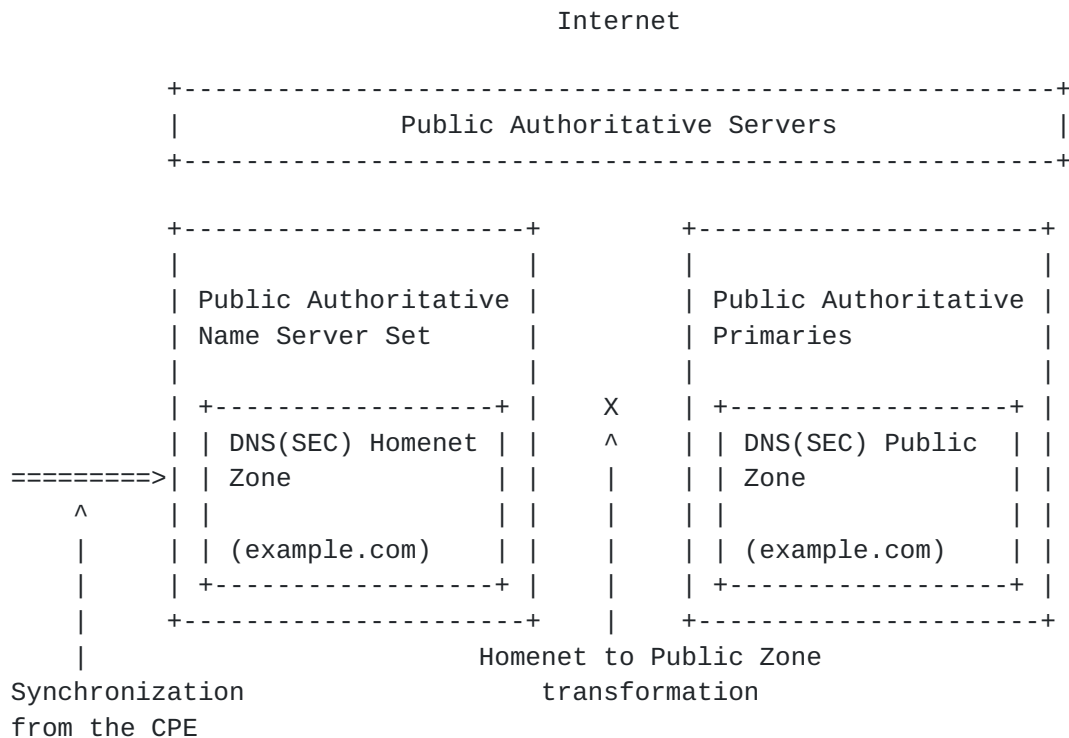 Internet

          +--------------------------------------------------------+
          |              Public Authoritative Servers              |
          +--------------------------------------------------------+

          +----------------------+         +----------------------+
          |                      |         |                      |
          | Public Authoritative |         | Public Authoritative |
          | Name Server Set      |         | Primaries            |
          |                      |         |                      |
          | +------------------+ |    X    | +------------------+ |
          | | DNS(SEC) Homenet | |    ^    | | DNS(SEC) Public  | |
=========>| | Zone             | |    |    | | Zone             | |
    ^     | |                  | |    |    | |                  | |
    |     | | (example.com)    | |    |    | | (example.com)    | |
    |     | +------------------+ |    |    | +------------------+ |
    |     +----------------------+    |    +----------------------+
    |                         Homenet to Public Zone
Synchronization                   transformation
from the CPE